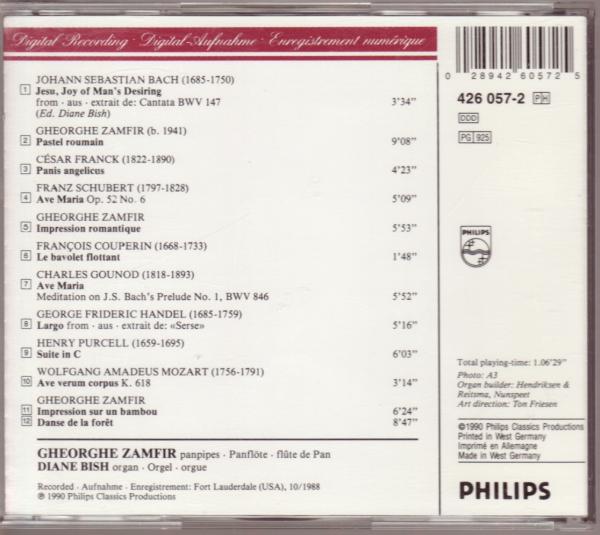 Digital Recording · Digital-Aufnahme · Enregistrement numérique
JOHANN SEBASTIAN BACH (1685-1750)
1 Jesu, Joy of Man's Desiring
from · aus · extrait de: Cantata BWV 147 3'34"
(Ed. Diane Bish)
GHEORGHE ZAMFIR (b. 1941)
2 Pastel roumain 9'08"
CÉSAR FRANCK (1822-1890)
3 Panis angelicus 4'23"
FRANZ SCHUBERT (1797-1828)
4 Ave Maria Op. 52 No. 6 5'09"
GHEORGHE ZAMFIR
5 Impression romantique 5'53"
FRANÇOIS COUPERIN (1668-1733)
6 Le bavolet flottant 1'48"
CHARLES GOUNOD (1818-1893)
7 Ave Maria
Meditation on J.S. Bach's Prelude No. 1, BWV 846 5'52"
GEORGE FRIDERIC HANDEL (1685-1759)
8 Largo from · aus · extrait de: «Serse» 5'16"
HENRY PURCELL (1659-1695)
9 Suite in C 6'03"
WOLFGANG AMADEUS MOZART (1756-1791)
10 Ave verum corpus K. 618 3'14"
GHEORGHE ZAMFIR
11 Impression sur un bambou 6'24"
12 Danse de la forêt 8'47"
GHEORGHE ZAMFIR panpipes · Panflöte · flûte de Pan
DIANE BISH organ · Orgel · orgue
Recorded · Aufnahme · Enregistrement: Fort Lauderdale (USA), 10/1988
℗ 1990 Philips Classics Productions
0 28942 60572 5
426 057-2 PH
DDD
PG 925
PHILIPS
Total playing-time: 1.06'29"
Photo: A3
Organ builder: Hendriksen &
Reitsma, Nunspeet
Art direction: Ton Friesen
©1990 Philips Classics Productions
Printed in West Germany
Imprimé en Allemagne
Made in West Germany
PHILIPS